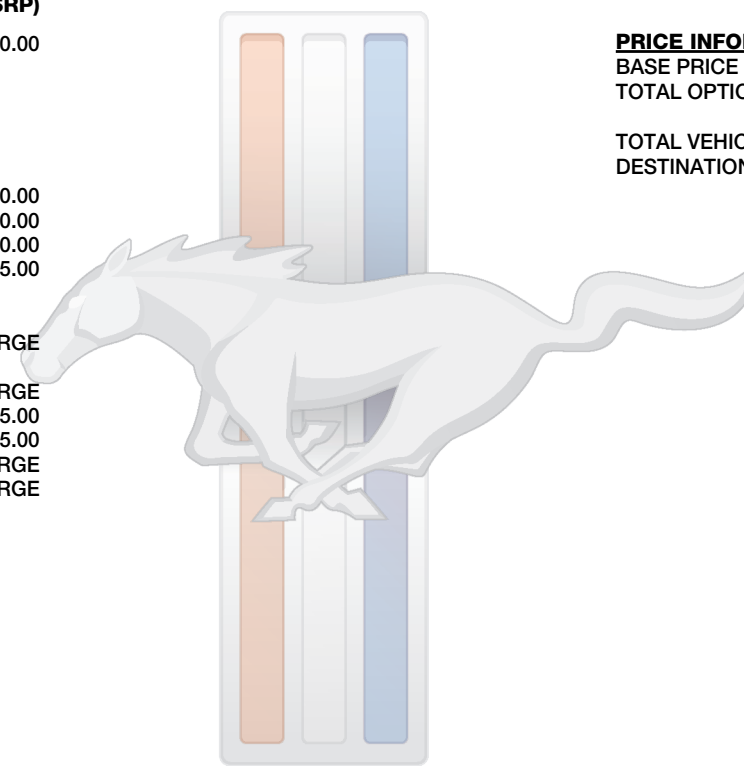 SRP)
0.00
0.00
0.00
0.00
5.00
RGE
RGE
5.00
5.00
RGE
RGE
PRICE INFO
BASE PRICE
TOTAL OPTIO
TOTAL VEHIC
DESTINATION